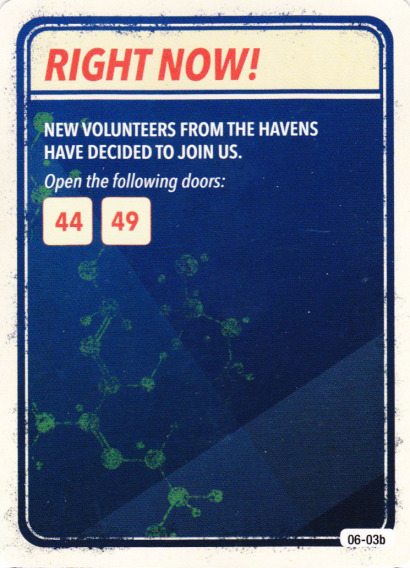 RIGHT NOW!
NEW VOLUNTEERS FROM THE HAVENS
HAVE DECIDED TO JOIN US.
Open the following doors:
44 49
06-03b